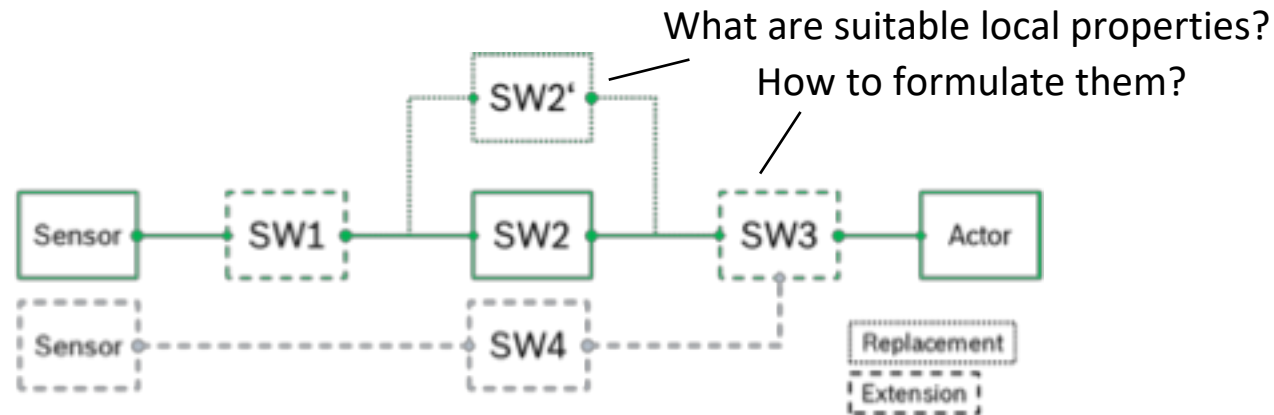 What are suitable local properties?
How to formulate them?
SW2‘
Sensor
SW1
SW2
SW3
Actor
Sensor
SW4
Replacement
Extension